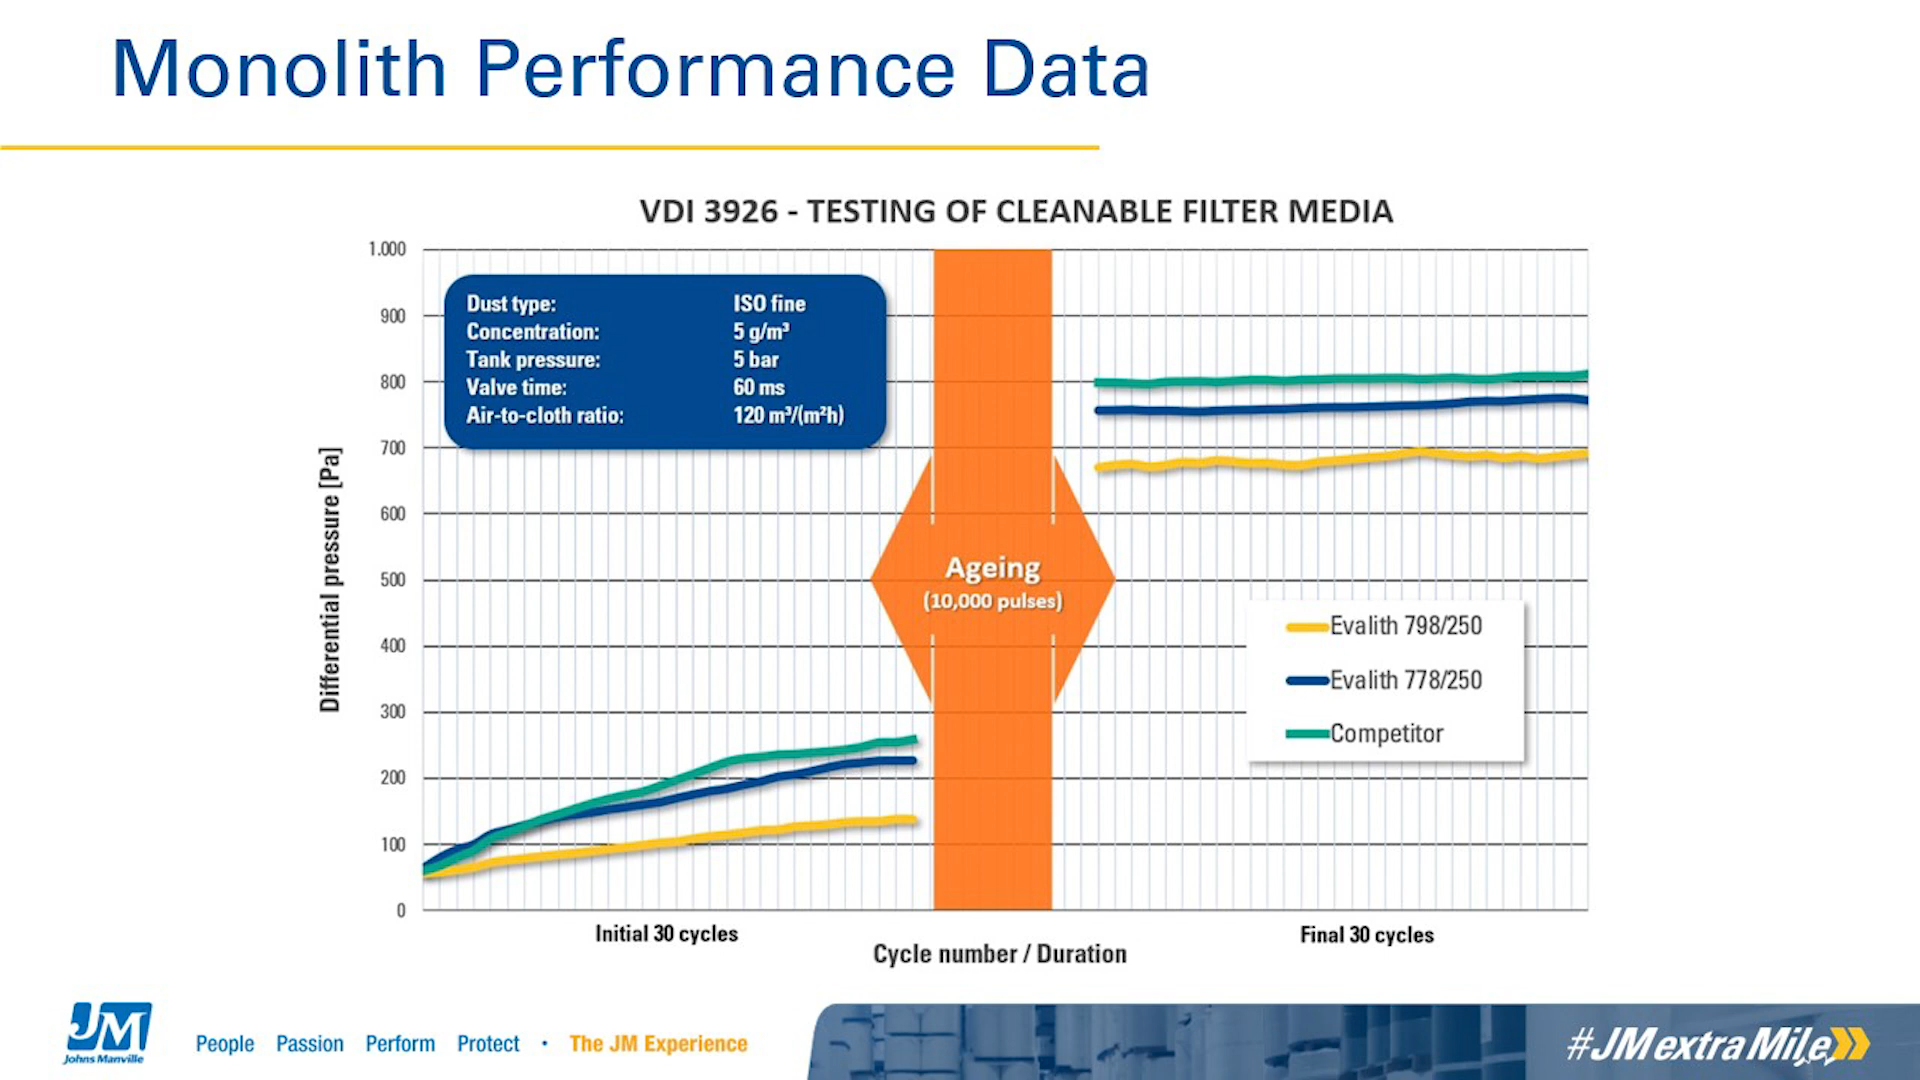 Monolith Performance Data
VDI 3926 - TESTING OF CLEANABLE FILTER MEDIA
1.000
900
800
700
600
500
400
300
200
100
0
Differential pressure [Pa]
Dust type: ISO fine
Concentration: 5 g/m³
Tank pressure: 5 bar
Valve time: 60 ms
Air-to-cloth ratio: 120 m³/(m²h)
Ageing
(10,000 pulses)
Evalith 798/250
Evalith 778/250
Competitor
Initial 30 cycles
Final 30 cycles
Cycle number / Duration
JM
Johns Manville
People Passion Perform Protect • The JM Experience
#JMextraMile